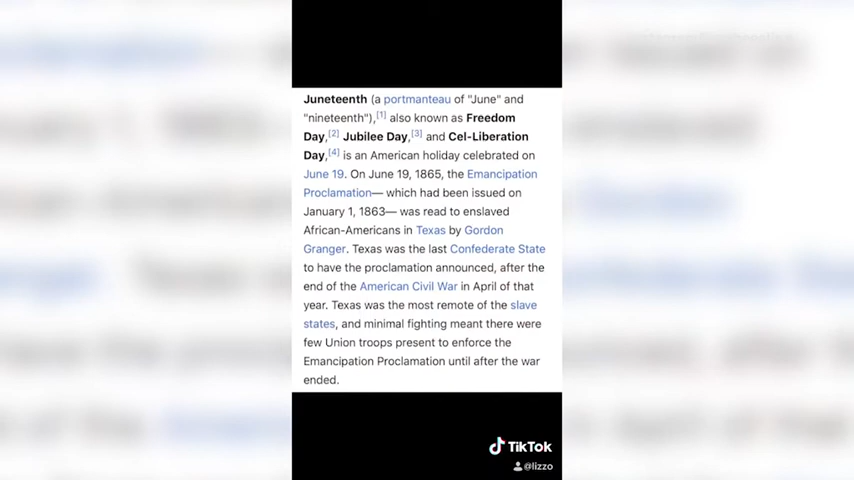 Juneteenth (a portmanteau of "June" and
"nineteenth"),[1] also known as Freedom
Day,[2] Jubilee Day,[3] and Cel-Liberation
Day,[4] is an American holiday celebrated on
June 19. On June 19, 1865, the Emancipation
Proclamation— which had been issued on
January 1, 1863— was read to enslaved
African-Americans in Texas by Gordon
Granger. Texas was the last Confederate State
to have the proclamation announced, after the
end of the American Civil War in April of that
year. Texas was the most remote of the slave
states, and minimal fighting meant there were
few Union troops present to enforce the
Emancipation Proclamation until after the war
ended.
TikTok
@lizzo